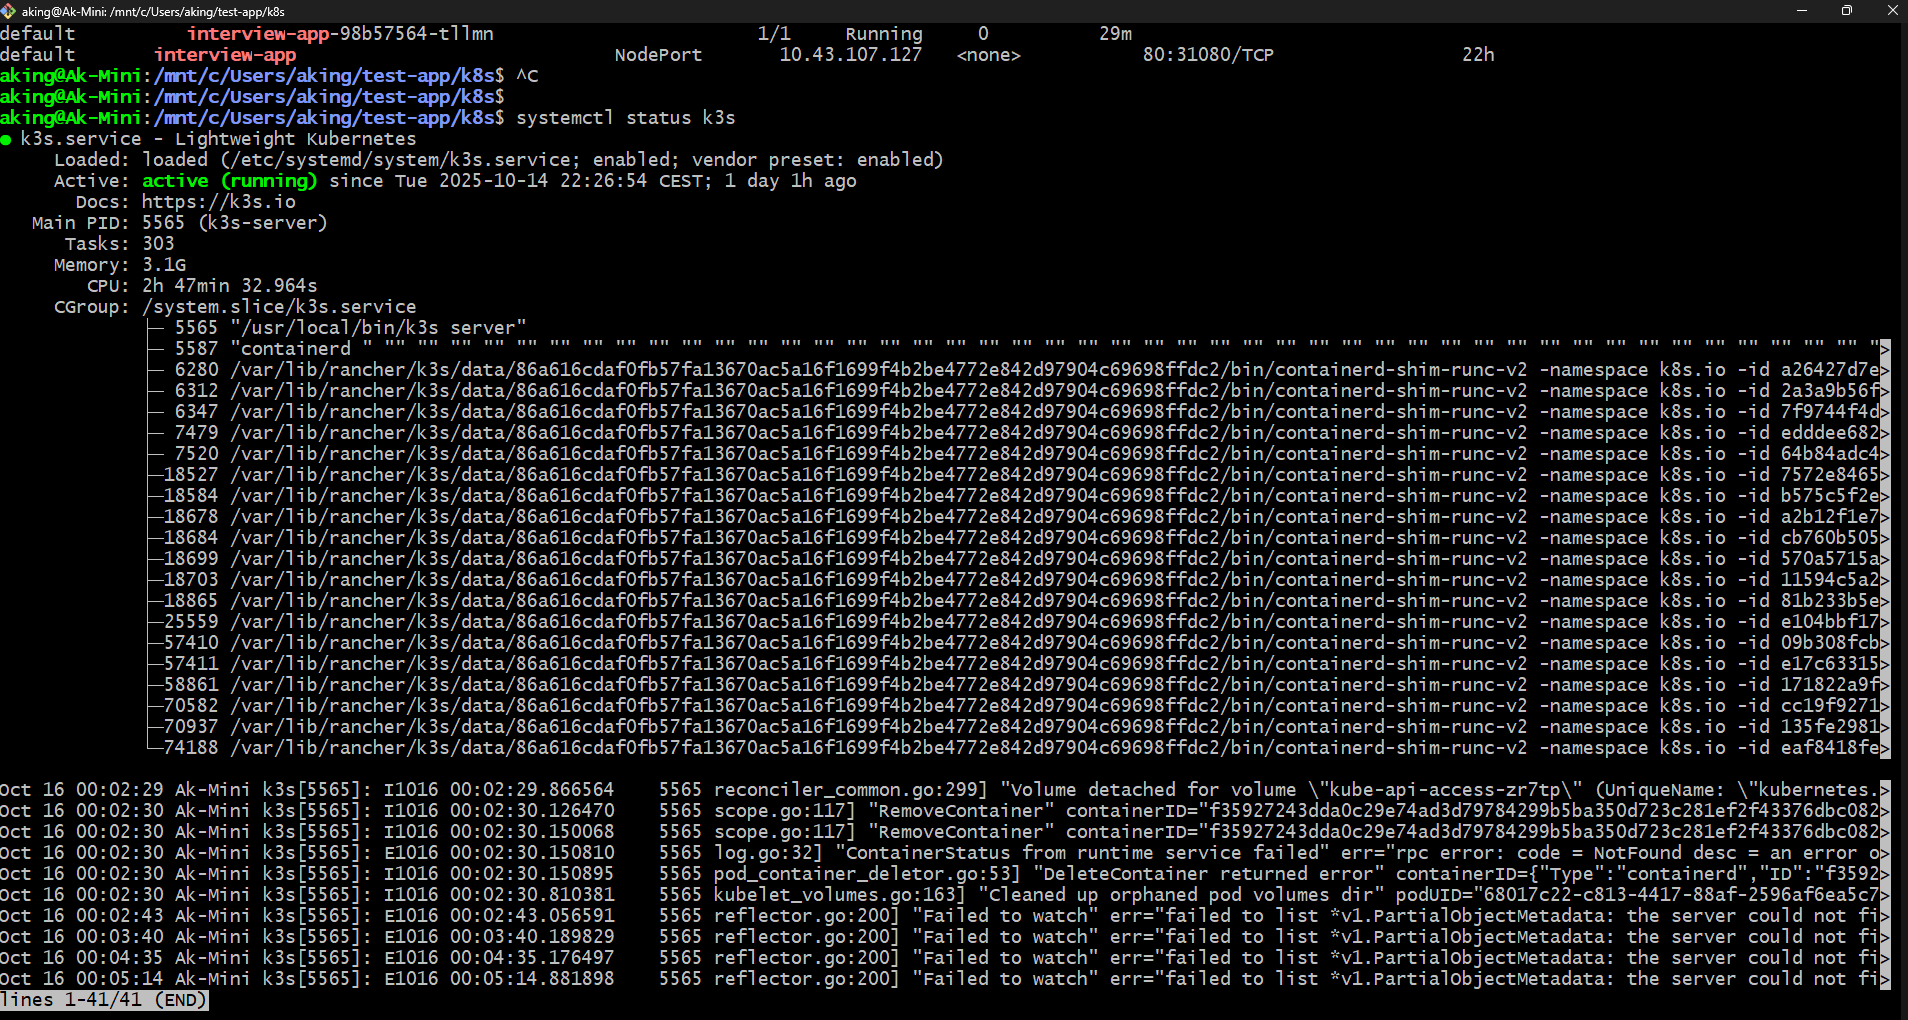 aking@Ak-Mini: /mnt/c/Users/aking/test-app/k8s
default interview-app-98b57564-tllmn 1/1 Running 0 29m
default interview-app NodePort 10.43.107.127 <none> 80:31080/TCP 22h
aking@Ak-Mini:/mnt/c/Users/aking/test-app/k8s$ ^C
aking@Ak-Mini:/mnt/c/Users/aking/test-app/k8s$
aking@Ak-Mini:/mnt/c/Users/aking/test-app/k8s$ systemctl status k3s
● k3s.service - Lightweight Kubernetes
Loaded: loaded (/etc/systemd/system/k3s.service; enabled; vendor preset: enabled)
Active: active (running) since Tue 2025-10-14 22:26:54 CEST; 1 day 1h ago
Docs: https://k3s.io
Main PID: 5565 (k3s-server)
Tasks: 303
Memory: 3.1G
CPU: 2h 47min 32.964s
CGroup: /system.slice/k3s.service
├─ 5565 "/usr/local/bin/k3s server"
├─ 5587 "containerd " "" "" "" "" "" "" "" "" "" "" "" "" "" "" "" "" "" "" "" "" "" "" "" "" "" "" "" "" "" "" "" "" "" "" "" "" "" "" "" "" "" "" "" "" "" ">
├─ 6280 /var/lib/rancher/k3s/data/86a616cdaf0fb57fa13670ac5a16f1699f4b2be4772e842d97904c69698ffdc2/bin/containerd-shim-runc-v2 -namespace k8s.io -id a26427d7e>
├─ 6312 /var/lib/rancher/k3s/data/86a616cdaf0fb57fa13670ac5a16f1699f4b2be4772e842d97904c69698ffdc2/bin/containerd-shim-runc-v2 -namespace k8s.io -id 2a3a9b56f>
├─ 6347 /var/lib/rancher/k3s/data/86a616cdaf0fb57fa13670ac5a16f1699f4b2be4772e842d97904c69698ffdc2/bin/containerd-shim-runc-v2 -namespace k8s.io -id 7f9744f4d>
├─ 7479 /var/lib/rancher/k3s/data/86a616cdaf0fb57fa13670ac5a16f1699f4b2be4772e842d97904c69698ffdc2/bin/containerd-shim-runc-v2 -namespace k8s.io -id edddee682>
├─ 7520 /var/lib/rancher/k3s/data/86a616cdaf0fb57fa13670ac5a16f1699f4b2be4772e842d97904c69698ffdc2/bin/containerd-shim-runc-v2 -namespace k8s.io -id 64b84adc4>
├─18527 /var/lib/rancher/k3s/data/86a616cdaf0fb57fa13670ac5a16f1699f4b2be4772e842d97904c69698ffdc2/bin/containerd-shim-runc-v2 -namespace k8s.io -id 7572e8465>
├─18584 /var/lib/rancher/k3s/data/86a616cdaf0fb57fa13670ac5a16f1699f4b2be4772e842d97904c69698ffdc2/bin/containerd-shim-runc-v2 -namespace k8s.io -id b575c5f2e>
├─18678 /var/lib/rancher/k3s/data/86a616cdaf0fb57fa13670ac5a16f1699f4b2be4772e842d97904c69698ffdc2/bin/containerd-shim-runc-v2 -namespace k8s.io -id a2b12f1e7>
├─18684 /var/lib/rancher/k3s/data/86a616cdaf0fb57fa13670ac5a16f1699f4b2be4772e842d97904c69698ffdc2/bin/containerd-shim-runc-v2 -namespace k8s.io -id cb760b505>
├─18699 /var/lib/rancher/k3s/data/86a616cdaf0fb57fa13670ac5a16f1699f4b2be4772e842d97904c69698ffdc2/bin/containerd-shim-runc-v2 -namespace k8s.io -id 570a5715a>
├─18703 /var/lib/rancher/k3s/data/86a616cdaf0fb57fa13670ac5a16f1699f4b2be4772e842d97904c69698ffdc2/bin/containerd-shim-runc-v2 -namespace k8s.io -id 11594c5a2>
├─18865 /var/lib/rancher/k3s/data/86a616cdaf0fb57fa13670ac5a16f1699f4b2be4772e842d97904c69698ffdc2/bin/containerd-shim-runc-v2 -namespace k8s.io -id 81b233b5e>
├─25559 /var/lib/rancher/k3s/data/86a616cdaf0fb57fa13670ac5a16f1699f4b2be4772e842d97904c69698ffdc2/bin/containerd-shim-runc-v2 -namespace k8s.io -id e104bbf17>
├─57410 /var/lib/rancher/k3s/data/86a616cdaf0fb57fa13670ac5a16f1699f4b2be4772e842d97904c69698ffdc2/bin/containerd-shim-runc-v2 -namespace k8s.io -id 09b308fcb>
├─57411 /var/lib/rancher/k3s/data/86a616cdaf0fb57fa13670ac5a16f1699f4b2be4772e842d97904c69698ffdc2/bin/containerd-shim-runc-v2 -namespace k8s.io -id e17c63315>
├─58861 /var/lib/rancher/k3s/data/86a616cdaf0fb57fa13670ac5a16f1699f4b2be4772e842d97904c69698ffdc2/bin/containerd-shim-runc-v2 -namespace k8s.io -id 171822a9f>
├─70582 /var/lib/rancher/k3s/data/86a616cdaf0fb57fa13670ac5a16f1699f4b2be4772e842d97904c69698ffdc2/bin/containerd-shim-runc-v2 -namespace k8s.io -id cc19f9271>
├─70937 /var/lib/rancher/k3s/data/86a616cdaf0fb57fa13670ac5a16f1699f4b2be4772e842d97904c69698ffdc2/bin/containerd-shim-runc-v2 -namespace k8s.io -id 135fe2981>
└─74188 /var/lib/rancher/k3s/data/86a616cdaf0fb57fa13670ac5a16f1699f4b2be4772e842d97904c69698ffdc2/bin/containerd-shim-runc-v2 -namespace k8s.io -id eaf8418fe>
Oct 16 00:02:29 Ak-Mini k3s[5565]: I1016 00:02:29.866564 5565 reconciler_common.go:299] "Volume detached for volume \"kube-api-access-zr7tp\" (UniqueName: \"kubernetes.>
Oct 16 00:02:30 Ak-Mini k3s[5565]: I1016 00:02:30.126470 5565 scope.go:117] "RemoveContainer" containerID="f35927243dda0c29e74ad3d79784299b5ba350d723c281ef2f43376dbc082>
Oct 16 00:02:30 Ak-Mini k3s[5565]: I1016 00:02:30.150068 5565 scope.go:117] "RemoveContainer" containerID="f35927243dda0c29e74ad3d79784299b5ba350d723c281ef2f43376dbc082>
Oct 16 00:02:30 Ak-Mini k3s[5565]: E1016 00:02:30.150810 5565 log.go:32] "ContainerStatus from runtime service failed" err="rpc error: code = NotFound desc = an error o>
Oct 16 00:02:30 Ak-Mini k3s[5565]: I1016 00:02:30.150895 5565 pod_container_deletor.go:53] "DeleteContainer returned error" containerID={"Type":"containerd","ID":"f3592>
Oct 16 00:02:30 Ak-Mini k3s[5565]: I1016 00:02:30.810381 5565 kubelet_volumes.go:163] "Cleaned up orphaned pod volumes dir" podUID="68017c22-c813-4417-88af-2596af6ea5c7>
Oct 16 00:02:43 Ak-Mini k3s[5565]: E1016 00:02:43.056591 5565 reflector.go:200] "Failed to watch" err="failed to list *v1.PartialObjectMetadata: the server could not fi>
Oct 16 00:03:40 Ak-Mini k3s[5565]: E1016 00:03:40.189829 5565 reflector.go:200] "Failed to watch" err="failed to list *v1.PartialObjectMetadata: the server could not fi>
Oct 16 00:04:35 Ak-Mini k3s[5565]: E1016 00:04:35.176497 5565 reflector.go:200] "Failed to watch" err="failed to list *v1.PartialObjectMetadata: the server could not fi>
Oct 16 00:05:14 Ak-Mini k3s[5565]: E1016 00:05:14.881898 5565 reflector.go:200] "Failed to watch" err="failed to list *v1.PartialObjectMetadata: the server could not fi>
lines 1-41/41 (END)